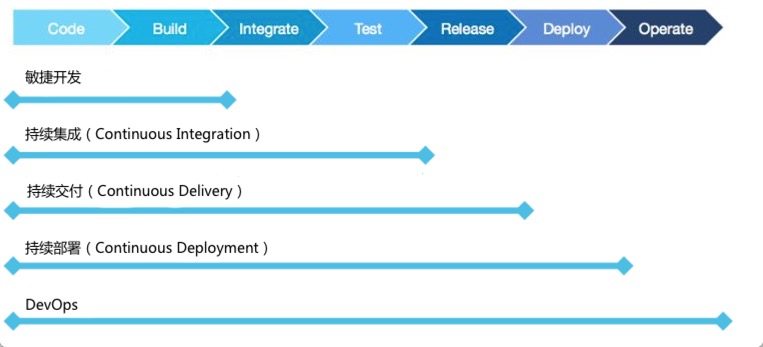 Code Build Integrate Test Release Deploy Operate
敏捷开发
持续集成（Continuous Integration）
持续交付（Continuous Delivery）
持续部署（Continuous Deployment）
DevOps